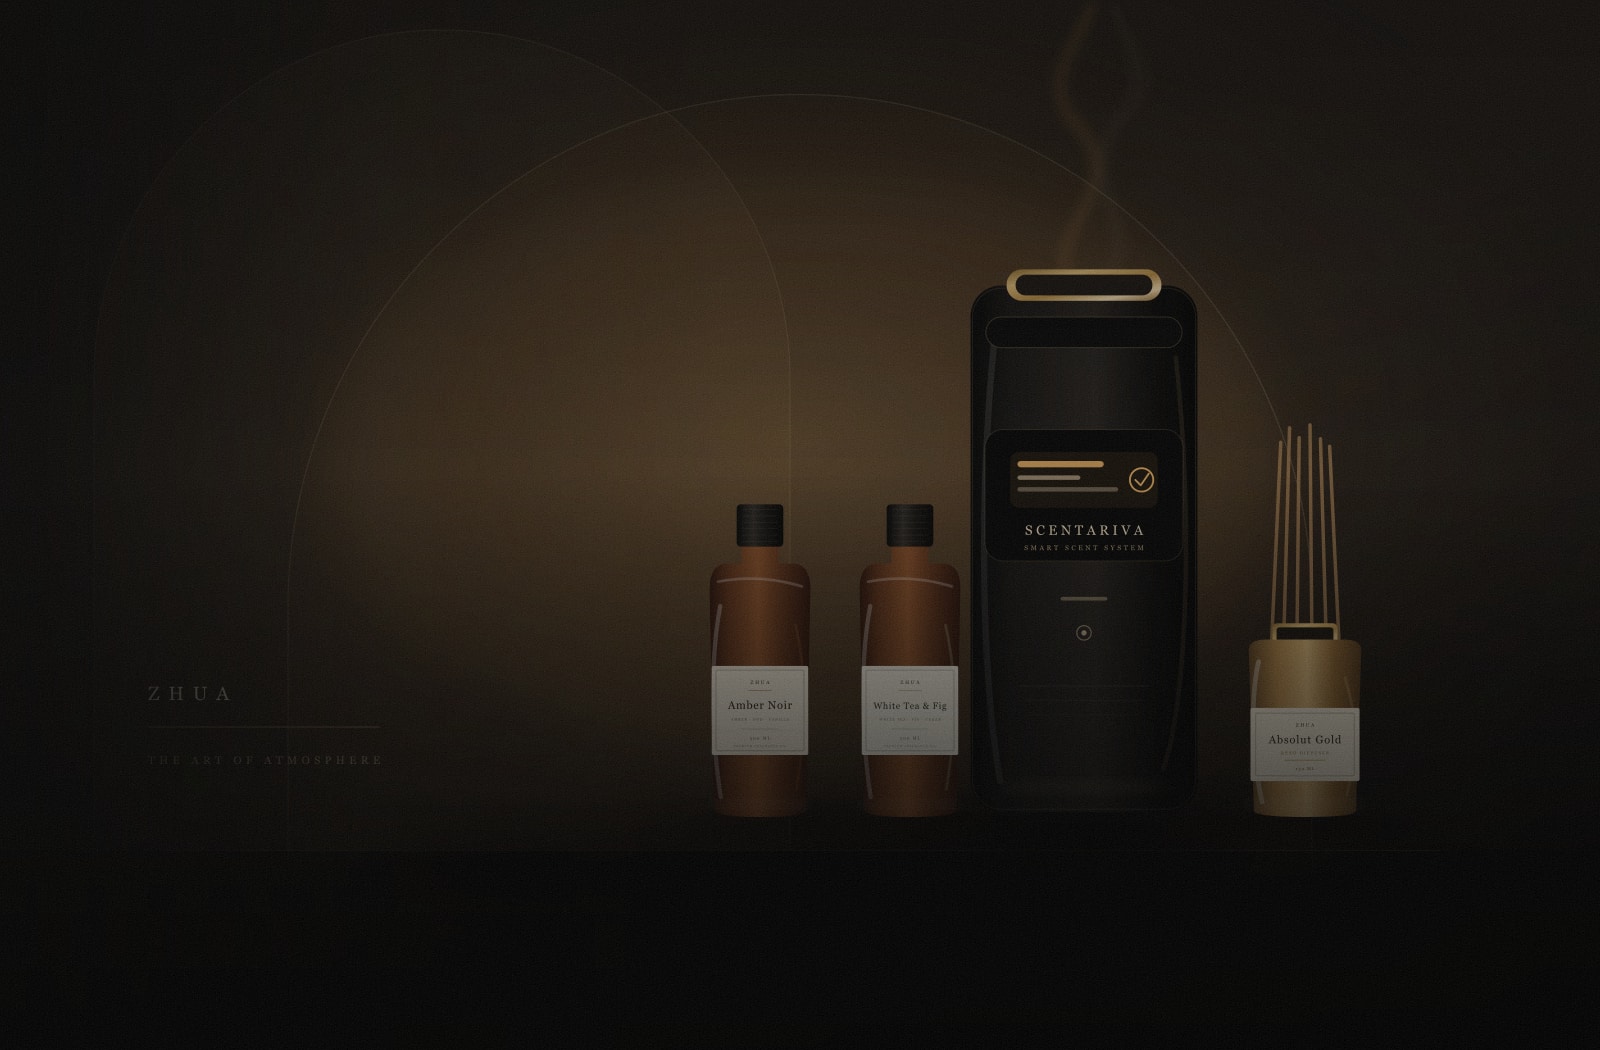 SCENTARIVA
SMART SCENT SYSTEM
ZHUA
THE ART OF ATMOSPHERE
ZHUA
Amber Noir
ZHUA
White Tea & Fig
ZHUA
Absolut Gold